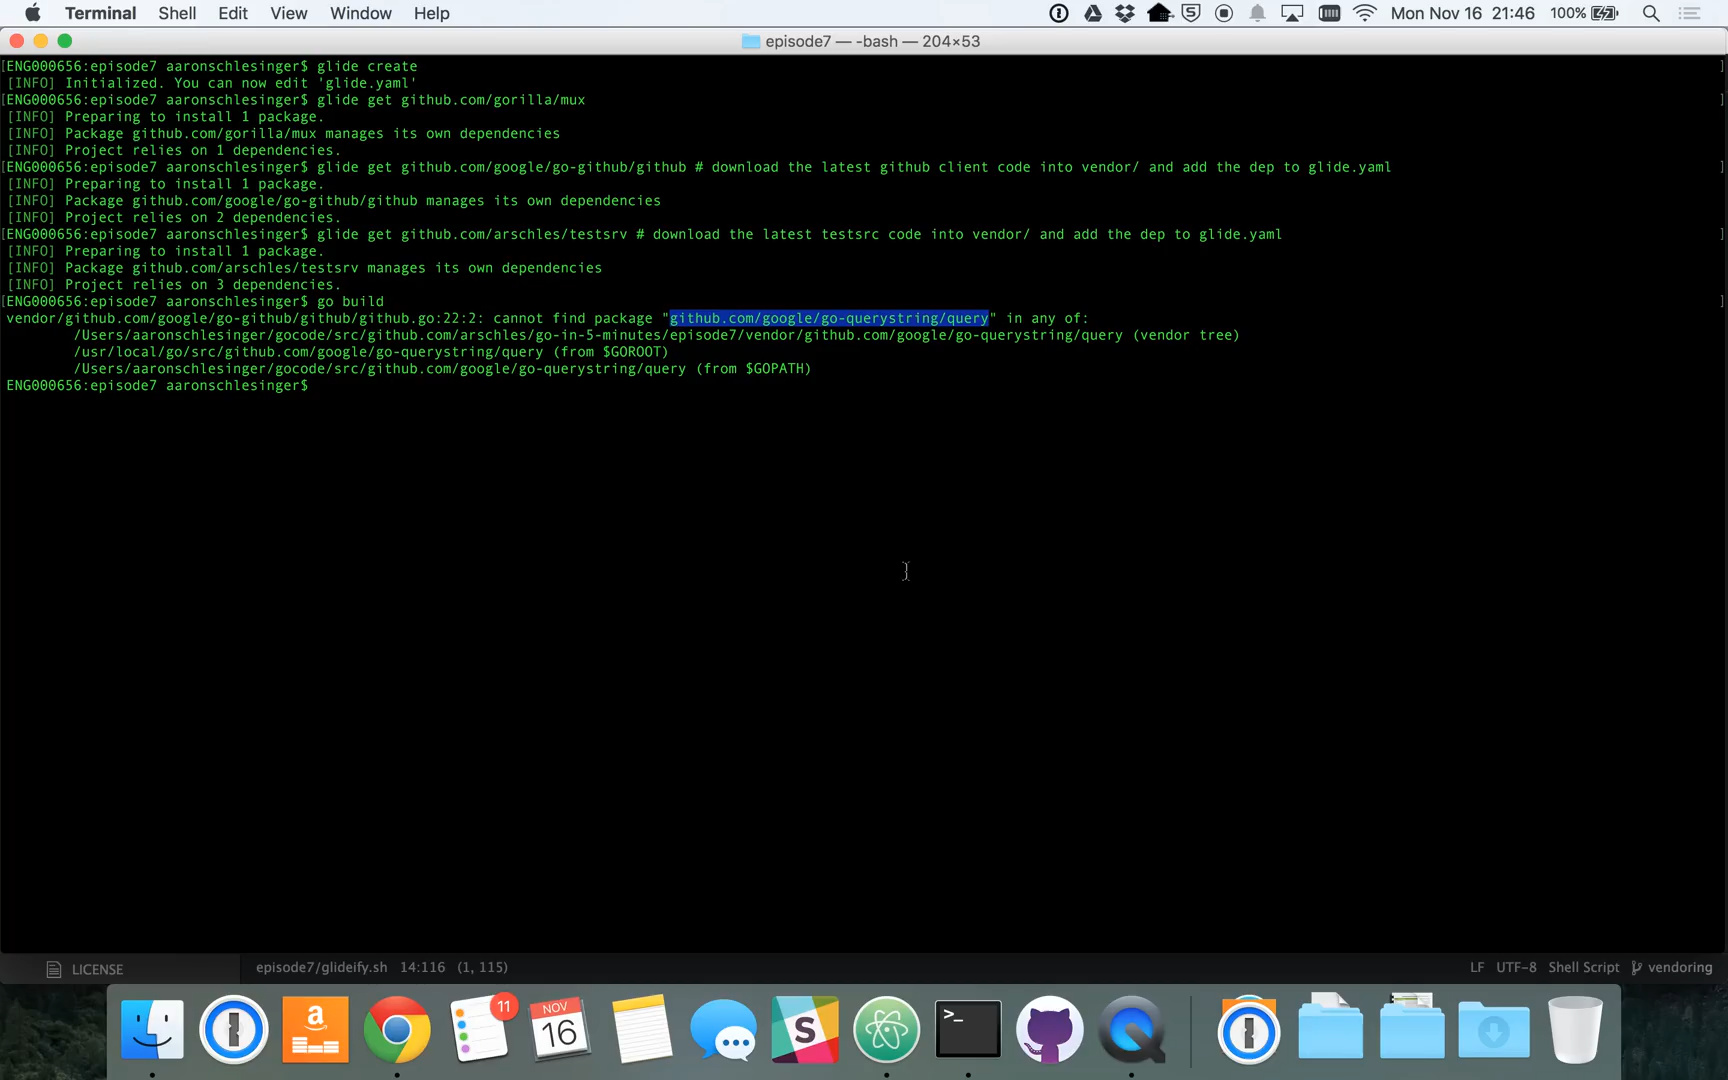 Terminal Shell Edit View Window Help Mon Nov 16 21:46 100%
episode7 — -bash — 204×53
[ENG000656:episode7 aaronschlesinger$ glide create ]
[INFO] Initialized. You can now edit 'glide.yaml'
[ENG000656:episode7 aaronschlesinger$ glide get github.com/gorilla/mux ]
[INFO] Preparing to install 1 package.
[INFO] Package github.com/gorilla/mux manages its own dependencies
[INFO] Project relies on 1 dependencies.
[ENG000656:episode7 aaronschlesinger$ glide get github.com/google/go-github/github # download the latest github client code into vendor/ and add the dep to glide.yaml ]
[INFO] Preparing to install 1 package.
[INFO] Package github.com/google/go-github/github manages its own dependencies
[INFO] Project relies on 2 dependencies.
[ENG000656:episode7 aaronschlesinger$ glide get github.com/arschles/testsrv # download the latest testsrc code into vendor/ and add the dep to glide.yaml ]
[INFO] Preparing to install 1 package.
[INFO] Package github.com/arschles/testsrv manages its own dependencies
[INFO] Project relies on 3 dependencies.
[ENG000656:episode7 aaronschlesinger$ go build ]
vendor/github.com/google/go-github/github/github.go:22:2: cannot find package "github.com/google/go-querystring/query" in any of:
/Users/aaronschlesinger/gocode/src/github.com/arschles/go-in-5-minutes/episode7/vendor/github.com/google/go-querystring/query (vendor tree)
/usr/local/go/src/github.com/google/go-querystring/query (from $GOROOT)
/Users/aaronschlesinger/gocode/src/github.com/google/go-querystring/query (from $GOPATH)
ENG000656:episode7 aaronschlesinger$
LICENSE episode7/glideify.sh 14:116 (1, 115) LF UTF-8 Shell Script vendoring
11
NOV
16
a
S
>_